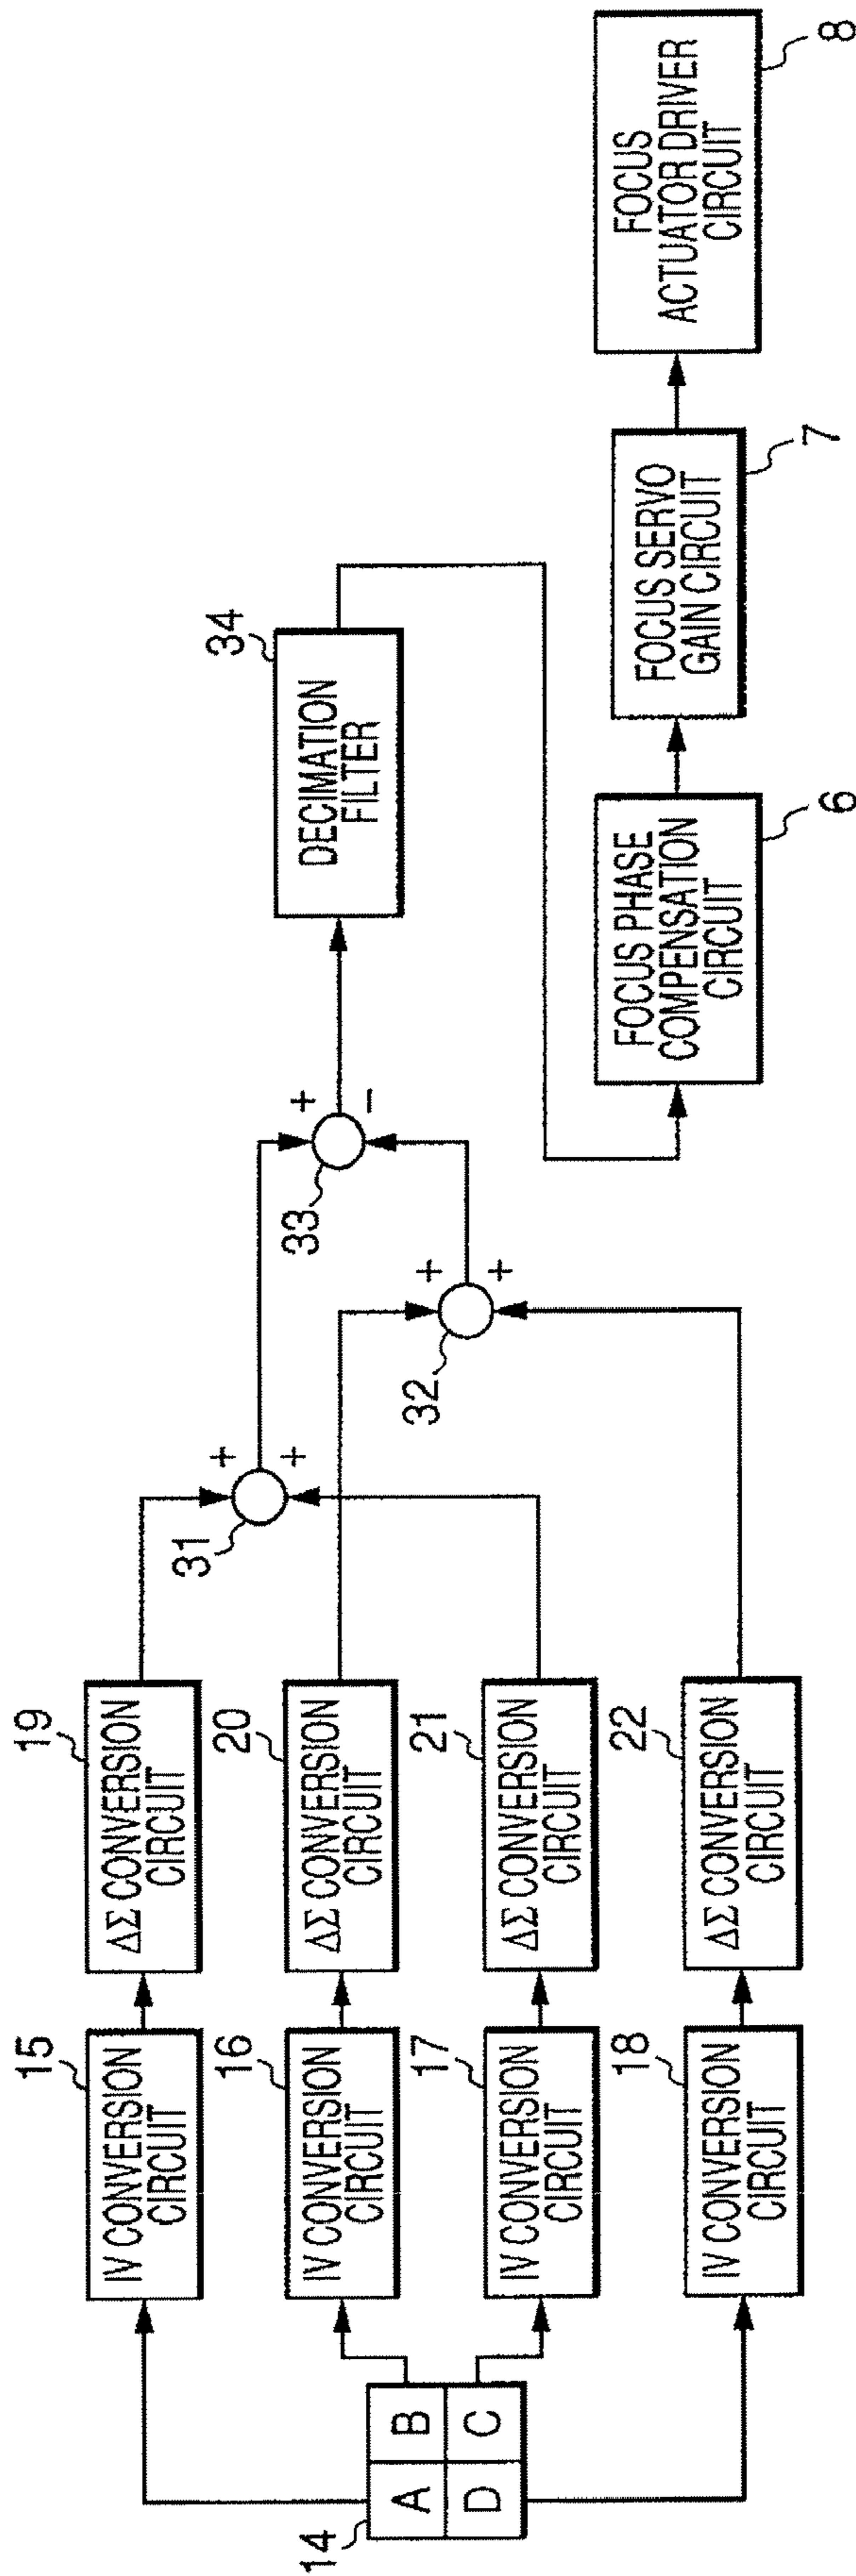 14
A
B
D
C
15
IV CONVERSION
CIRCUIT
16
IV CONVERSION
CIRCUIT
17
IV CONVERSION
CIRCUIT
18
IV CONVERSION
CIRCUIT
19
ΔΣ CONVERSION
CIRCUIT
20
ΔΣ CONVERSION
CIRCUIT
21
ΔΣ CONVERSION
CIRCUIT
22
ΔΣ CONVERSION
CIRCUIT
31
+
+
32
+
+
33
+
-
34
DECIMATION
FILTER
FOCUS PHASE
COMPENSATION
CIRCUIT
6
FOCUS SERVO
GAIN CIRCUIT
7
FOCUS
ACTUATOR DRIVER
CIRCUIT
8